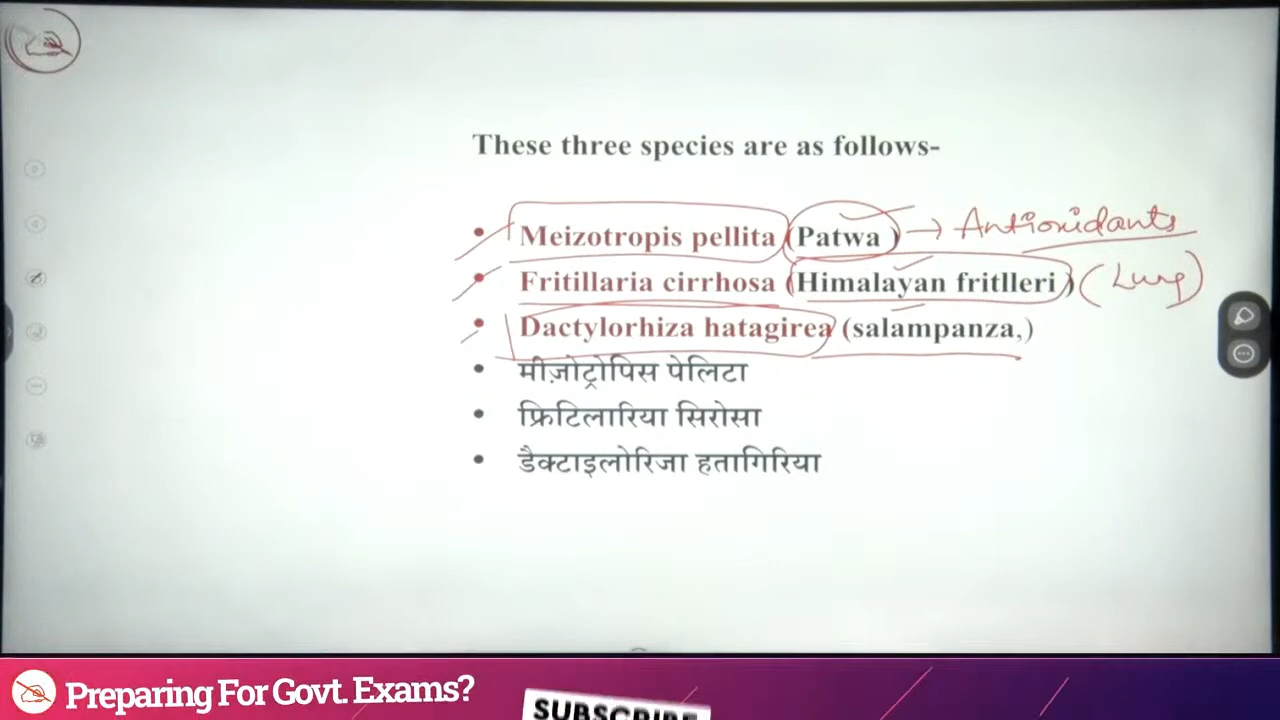 These three species are as follows-
• Meizotropis pellita (Patwa ) → Antioxidants
• Fritillaria cirrhosa (Himalayan fritlleri ) (Lung)
• Dactylorhiza hatagirea (salampanza,)
• मीज़ोट्रोपिस पेलिटा
• फ्रिटिलारिया सिरोसा
• डैक्टाइलोरिजा हतागिरिया
Preparing For Govt. Exams?
SUBSCRIBE